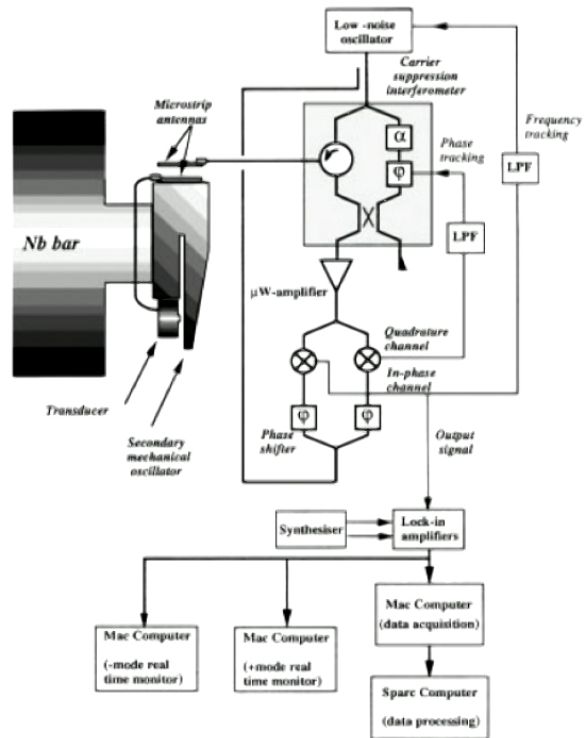 Low -noise
oscillator
Carrier
suppression
interferometer
Microstrip
antennas
Frequency
tracking
α
Phase
tracking
LPF
φ
LPF
Nb bar
μW-amplifier
Quadrature
channel
In-phase
channel
Transducer
φ
φ
Phase
shifter
Secondary
mechanical
oscillator
Output
signal
Synthesiser
Lock-in
amplifiers
Mac Computer
(-mode real
time monitor)
Mac Computer
(+mode real
time monitor)
Mac Computer
(data acquisition)
Sparc Computer
(data processing)